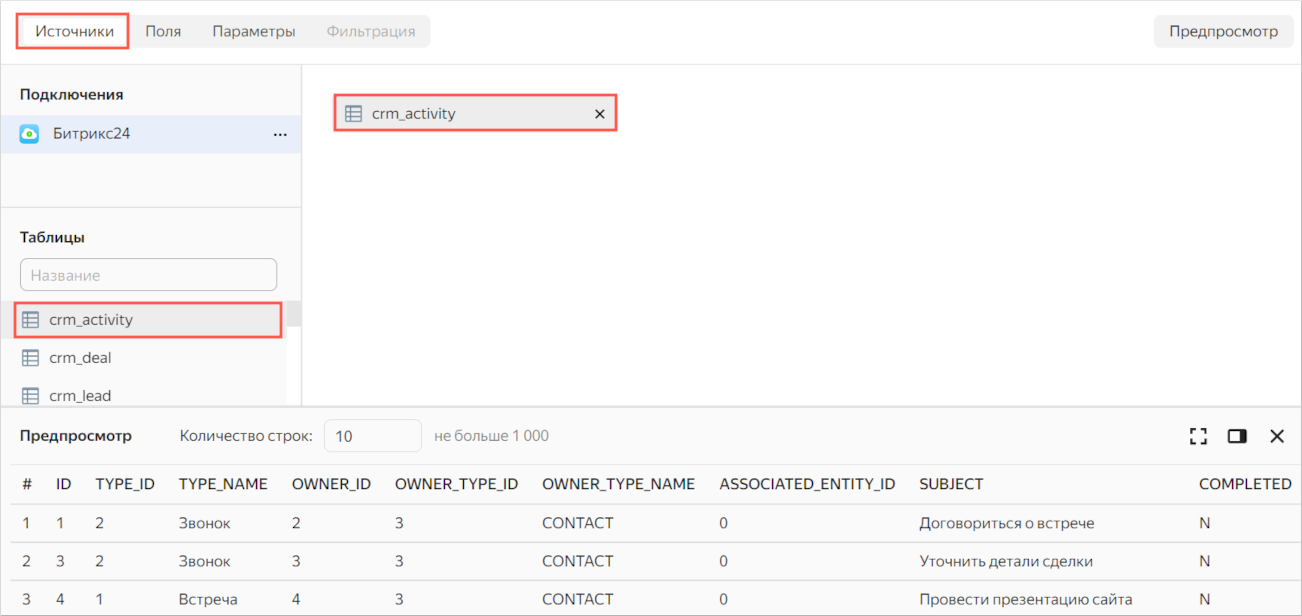 Источники Поля Параметры Фильтрация Предпросмотр
Подключения
Битрикс24
crm_activity
Таблицы
Название
crm_activity
crm_deal
crm_lead
Предпросмотр Количество строк: 10 не больше 1 000
# ID TYPE_ID TYPE_NAME OWNER_ID OWNER_TYPE_ID OWNER_TYPE_NAME ASSOCIATED_ENTITY_ID SUBJECT COMPLETED
1 1 2 Звонок 2 3 CONTACT 0 Договориться о встрече N
2 3 2 Звонок 3 3 CONTACT 0 Уточнить детали сделки N
3 4 1 Встреча 4 3 CONTACT 0 Провести презентацию сайта N